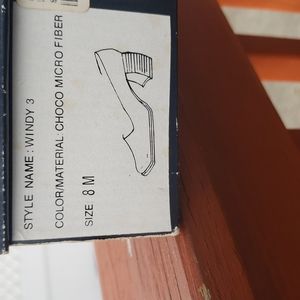 STYLE NAME: WINDY 3
COLOR/MATERIAL: CHOCO MICRO FIBER
SIZE 8 M